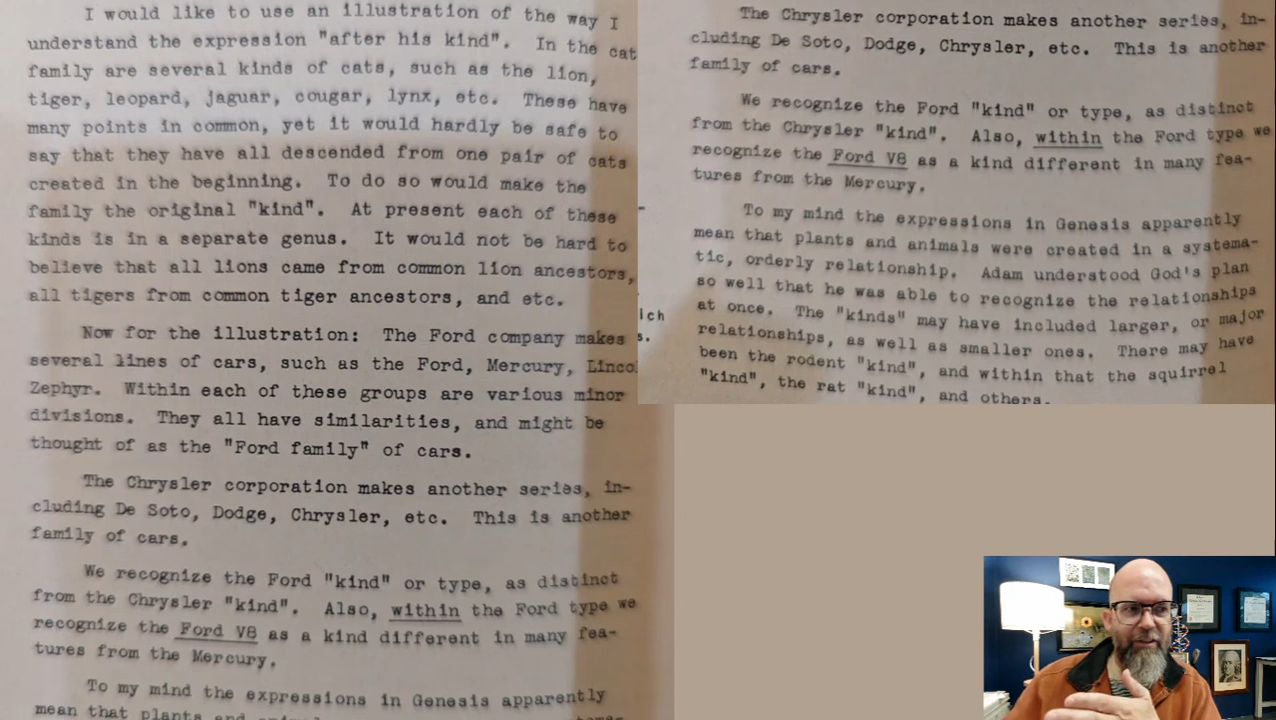 I would like to use an illustration of the way I
understand the expression "after his kind".  In the cat
family are several kinds of cats, such as the lion,
tiger, leopard, jaguar, cougar, lynx, etc.  These have
many points in common, yet it would hardly be safe to
say that they have all descended from one pair of cats
created in the beginning.  To do so would make the
family the original "kind".  At present each of these
kinds is in a separate genus.  It would not be hard to
believe that all lions came from common lion ancestors,
all tigers from common tiger ancestors, and etc.
Now for the illustration:  The Ford company makes
several lines of cars, such as the Ford, Mercury, Linco
Zephyr.  Within each of these groups are various minor
divisions.  They all have similarities, and might be
thought of as the "Ford family" of cars.
The Chrysler corporation makes another series, in-
cluding De Soto, Dodge, Chrysler, etc.  This is another
family of cars.
We recognize the Ford "kind" or type, as distinct
from the Chrysler "kind".  Also, within the Ford type we
recognize the Ford V8 as a kind different in many fea-
tures from the Mercury.
To my mind the expressions in Genesis apparently
mean that plants and
ich
s.
The Chrysler corporation makes another series, in-
cluding De Soto, Dodge, Chrysler, etc.  This is another
family of cars.
We recognize the Ford "kind" or type, as distinct
from the Chrysler "kind".  Also, within the Ford type we
recognize the Ford V8 as a kind different in many fea-
tures from the Mercury.
To my mind the expressions in Genesis apparently
mean that plants and animals were created in a systema-
tic, orderly relationship.  Adam understood God's plan
so well that he was able to recognize the relationships
at once.  The "kinds" may have included larger, or major
relationships, as well as smaller ones.  There may have
been the rodent "kind", and within that the squirrel
"kind", the rat "kind", and others.